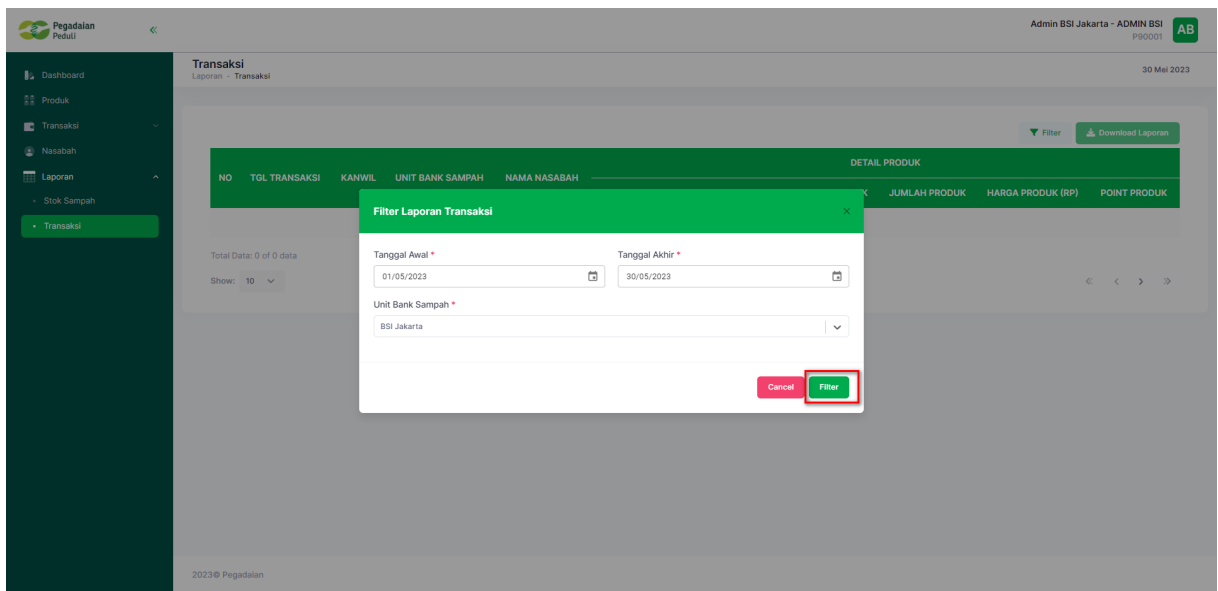 Pegadaian
Peduli
Admin BSI Jakarta - ADMIN BSI
P90001
AB
Dashboard
Produk
Transaksi
Nasabah
Laporan
Stok Sampah
Transaksi
Transaksi
Laporan - Transaksi
30 Mei 2023
Filter
Download Laporan
DETAIL PRODUK
NO TGL TRANSAKSI KANWIL UNIT BANK SAMPAH NAMA NASABAH
K JUMLAH PRODUK HARGA PRODUK (RP) POINT PRODUK
Total Data: 0 of 0 data
Show: 10
Filter Laporan Transaksi
Tanggal Awal * Tanggal Akhir *
01/05/2023 30/05/2023
Unit Bank Sampah *
BSI Jakarta
Cancel Filter
2023© Pegadaian